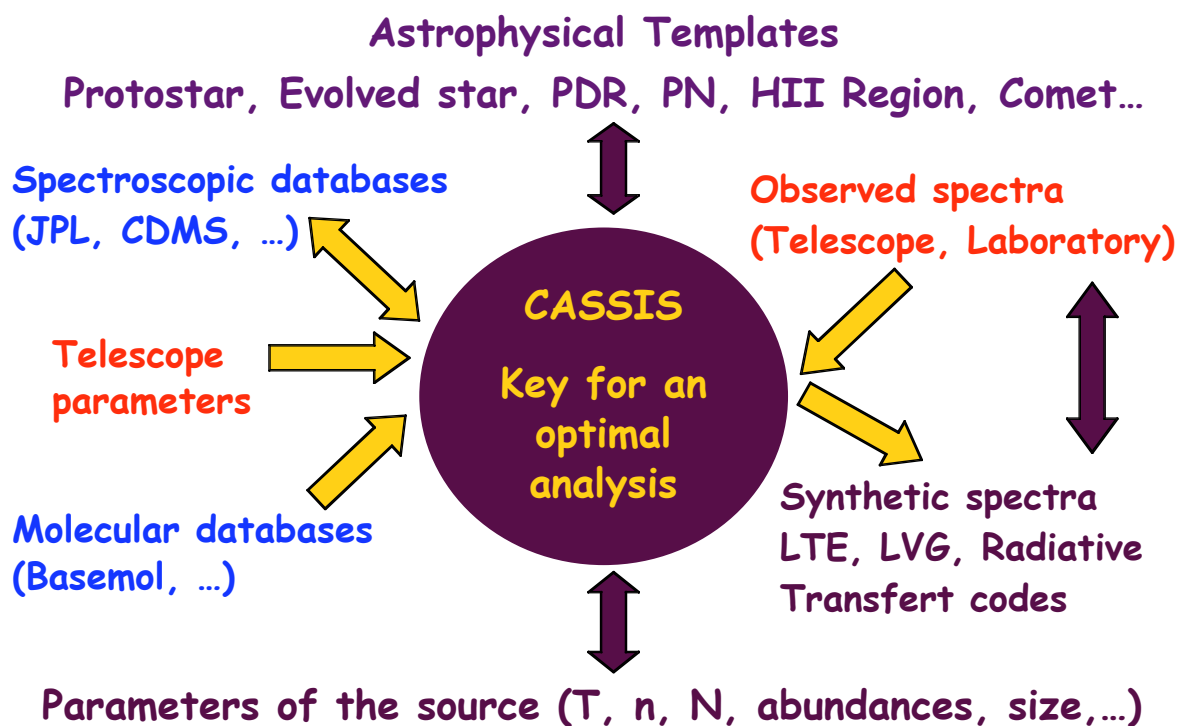 Astrophysical Templates
Protostar, Evolved star, PDR, PN, HII Region, Comet…
Spectroscopic databases
(JPL, CDMS, …)
Observed spectra
(Telescope, Laboratory)
CASSIS
Key for an
optimal
analysis
Telescope
parameters
Molecular databases
(Basemol, …)
Synthetic spectra
LTE, LVG, Radiative
Transfert codes
Parameters of the source (T, n, N, abundances, size,…)